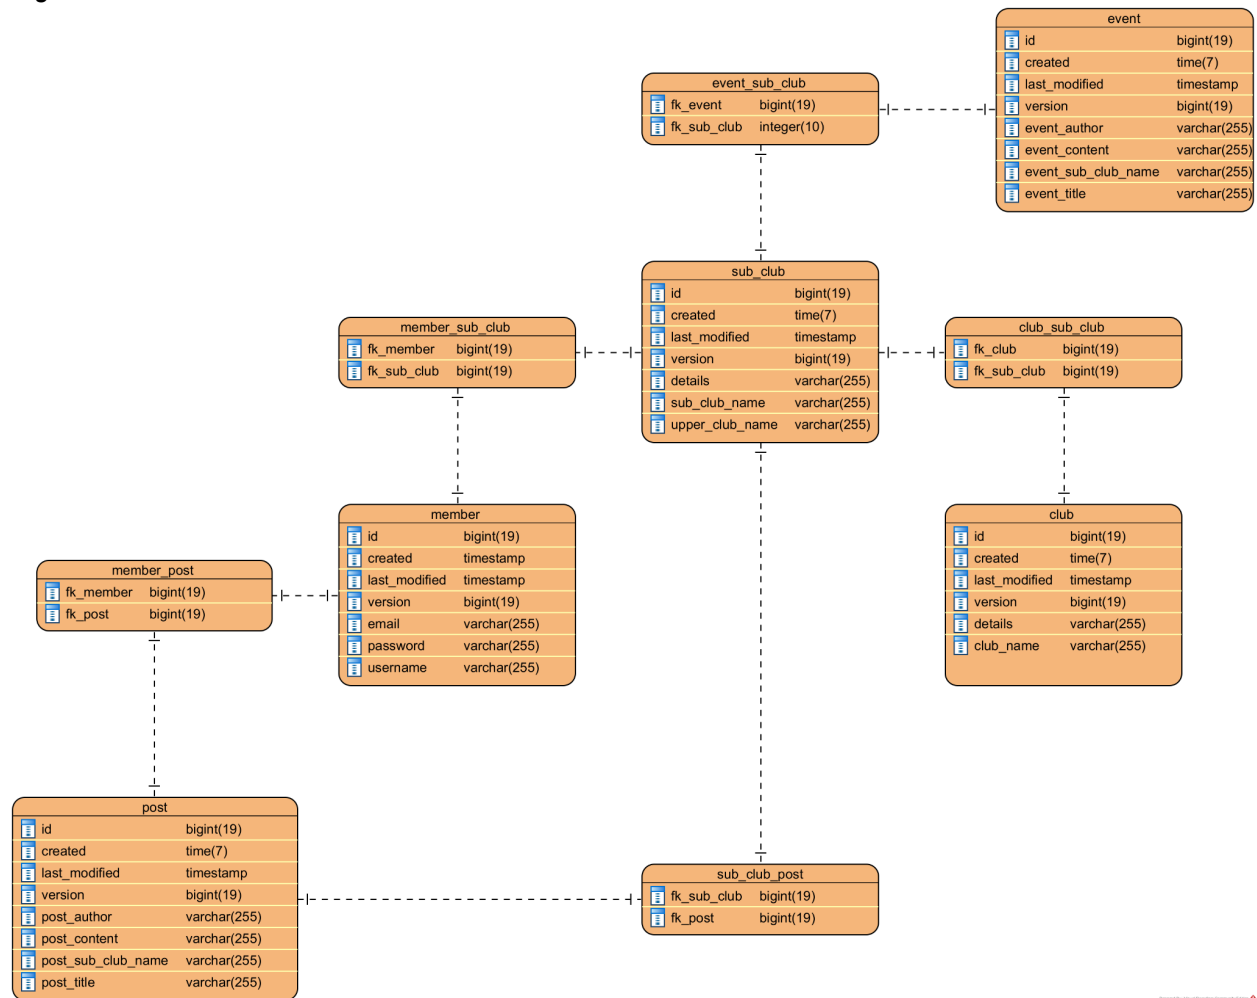 event
id bigint(19)
created time(7)
last_modified timestamp
version bigint(19)
event_author varchar(255)
event_content varchar(255)
event_sub_club_name varchar(255)
event_title varchar(255)
event_sub_club
fk_event bigint(19)
fk_sub_club integer(10)
sub_club
id bigint(19)
created time(7)
last_modified timestamp
version bigint(19)
details varchar(255)
sub_club_name varchar(255)
upper_club_name varchar(255)
member_sub_club
fk_member bigint(19)
fk_sub_club bigint(19)
club_sub_club
fk_club bigint(19)
fk_sub_club bigint(19)
member
id bigint(19)
created timestamp
last_modified timestamp
version bigint(19)
email varchar(255)
password varchar(255)
username varchar(255)
club
id bigint(19)
created time(7)
last_modified timestamp
version bigint(19)
details varchar(255)
club_name varchar(255)
member_post
fk_member bigint(19)
fk_post bigint(19)
post
id bigint(19)
created time(7)
last_modified timestamp
version bigint(19)
post_author varchar(255)
post_content varchar(255)
post_sub_club_name varchar(255)
post_title varchar(255)
sub_club_post
fk_sub_club bigint(19)
fk_post bigint(19)